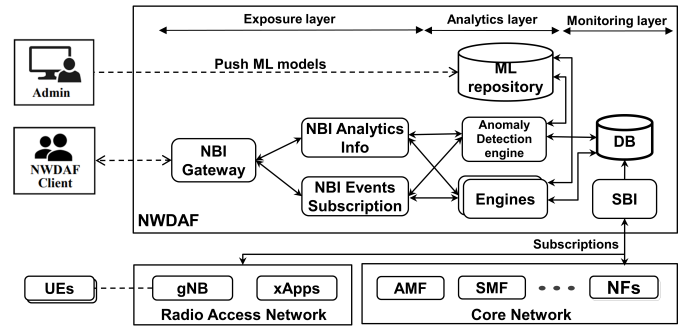 Exposure layer
Analytics layer
Monitoring layer
Admin
Push ML models
ML
repository
NWDAF
Client
NBI
Gateway
NBI Analytics
Info
NBI Events
Subscription
Anomaly
Detection
engine
Engines
DB
SBI
NWDAF
Subscriptions
UEs
gNB
xApps
Radio Access Network
AMF
SMF
NFs
Core Network